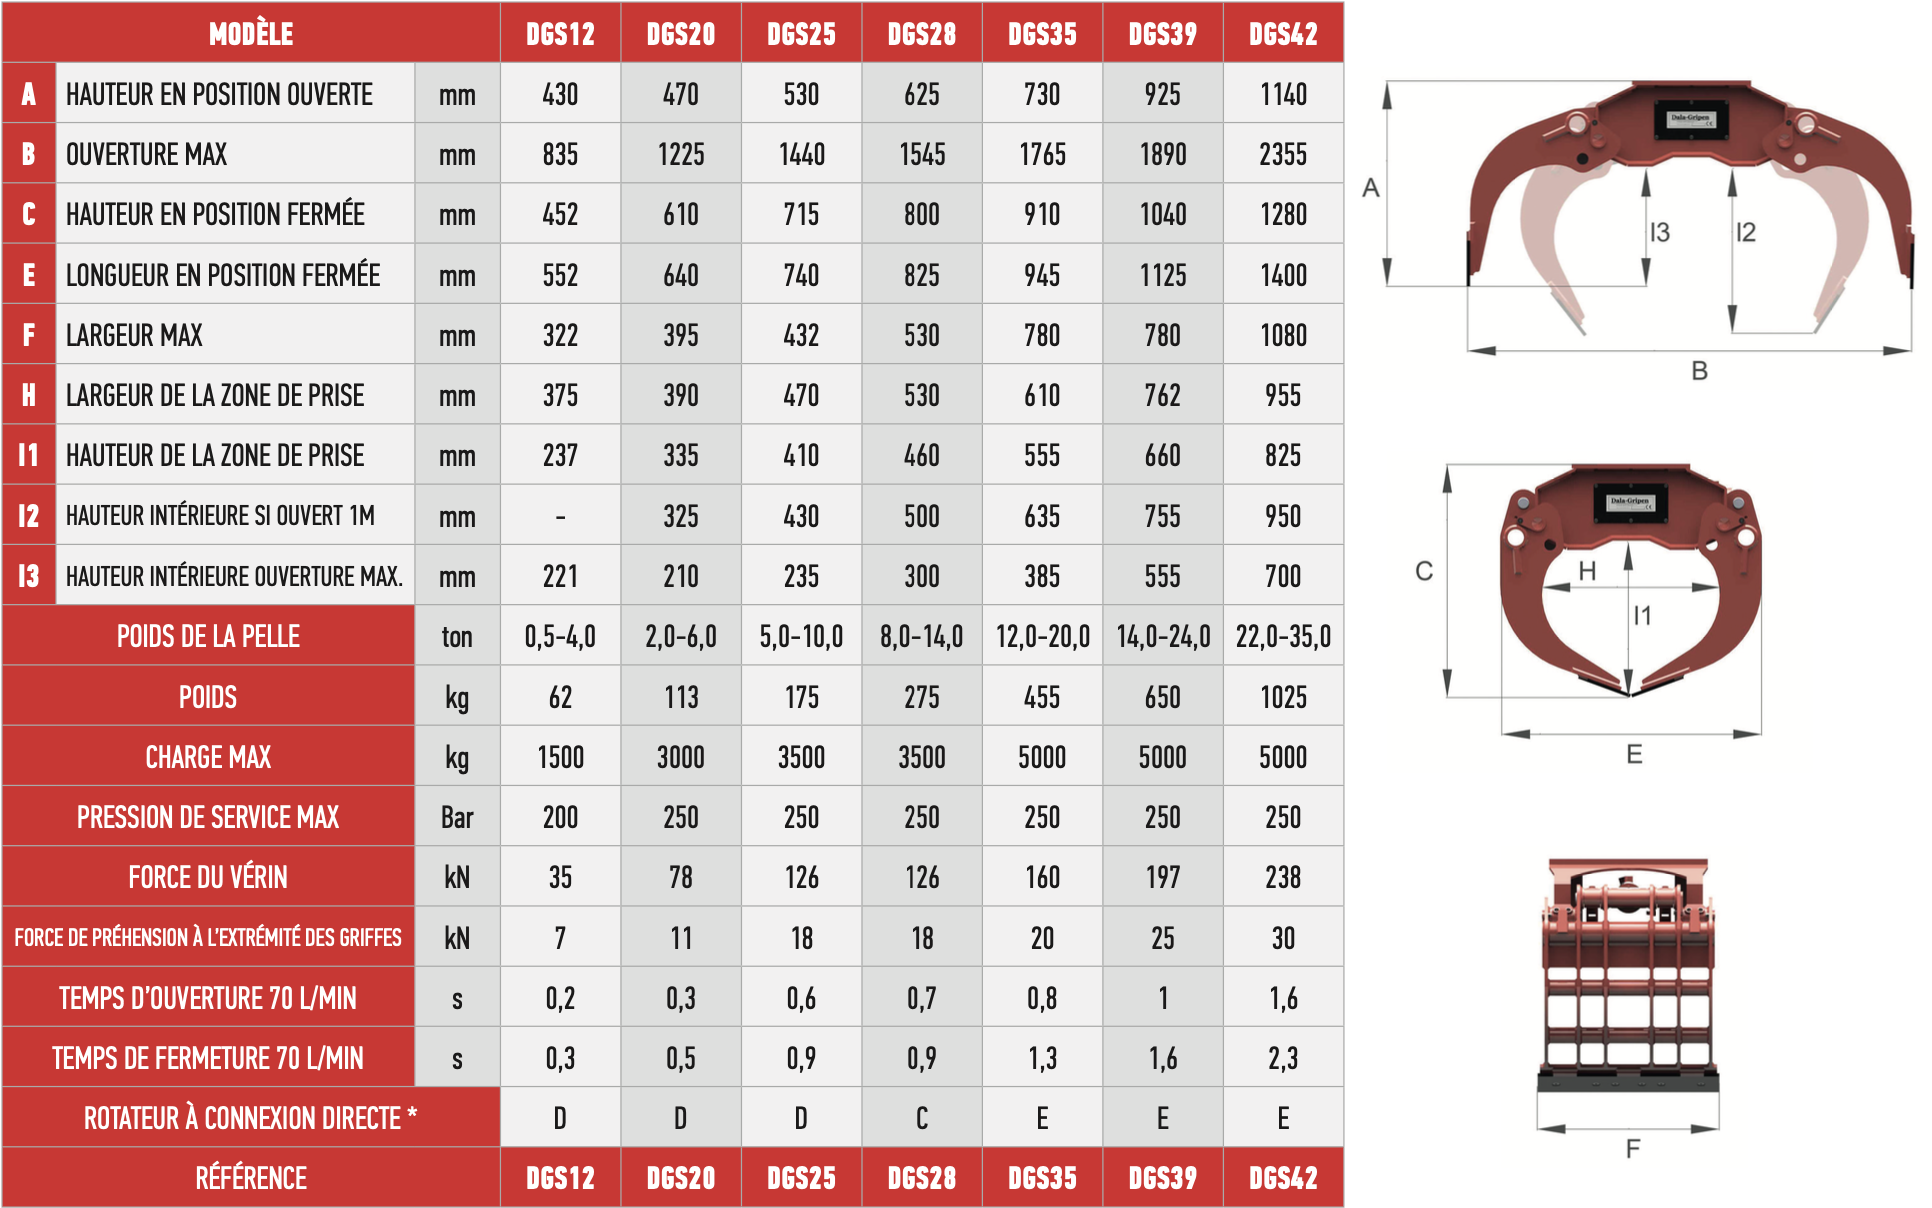 MODÈLE DGS12 DGS20 DGS25 DGS28 DGS35 DGS39 DGS42
A HAUTEUR EN POSITION OUVERTE mm 430 470 530 625 730 925 1140
B OUVERTURE MAX mm 835 1225 1440 1545 1765 1890 2355
C HAUTEUR EN POSITION FERMÉE mm 452 610 715 800 910 1040 1280
E LONGUEUR EN POSITION FERMÉE mm 552 640 740 825 945 1125 1400
F LARGEUR MAX mm 322 395 432 530 780 780 1080
H LARGEUR DE LA ZONE DE PRISE mm 375 390 470 530 610 762 955
I1 HAUTEUR DE LA ZONE DE PRISE mm 237 335 410 460 555 660 825
I2 HAUTEUR INTÉRIEURE SI OUVERT 1M mm - 325 430 500 635 755 950
I3 HAUTEUR INTÉRIEURE OUVERTURE MAX. mm 221 210 235 300 385 555 700
POIDS DE LA PELLE ton 0,5-4,0 2,0-6,0 5,0-10,0 8,0-14,0 12,0-20,0 14,0-24,0 22,0-35,0
POIDS kg 62 113 175 275 455 650 1025
CHARGE MAX kg 1500 3000 3500 3500 5000 5000 5000
PRESSION DE SERVICE MAX Bar 200 250 250 250 250 250 250
FORCE DU VÉRIN kN 35 78 126 126 160 197 238
FORCE DE PRÉHENSION À L'EXTRÉMITÉ DES GRIFFES kN 7 11 18 18 20 25 30
TEMPS D'OUVERTURE 70 L/MIN s 0,2 0,3 0,6 0,7 0,8 1 1,6
TEMPS DE FERMETURE 70 L/MIN s 0,3 0,5 0,9 0,9 1,3 1,6 2,3
ROTATEUR À CONNEXION DIRECTE * D D D C E E E
RÉFÉRENCE DGS12 DGS20 DGS25 DGS28 DGS35 DGS39 DGS42
Dala-Gripen
A
I3
I2
B
Dala-Gripen
C
H
I1
E
F